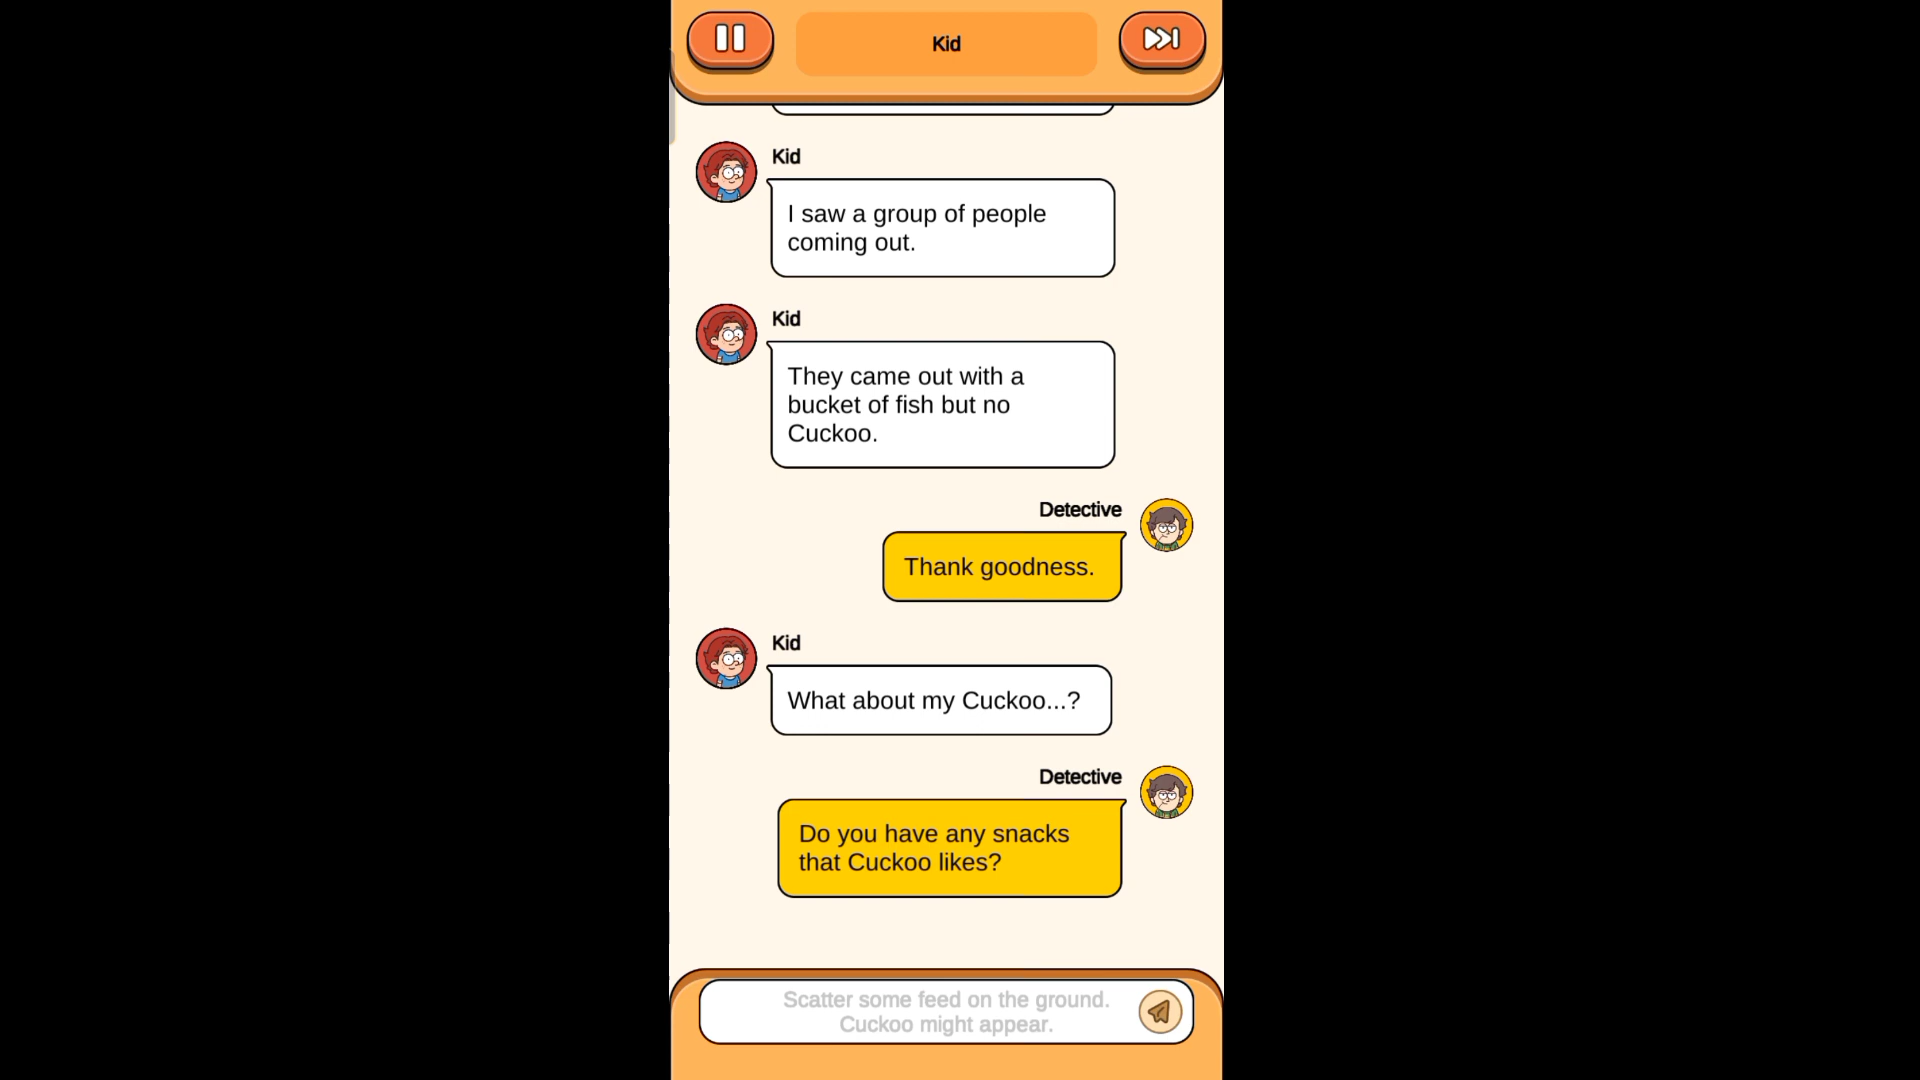 Kid
Kid
I saw a group of people
coming out.
Kid
They came out with a
bucket of fish but no
Cuckoo.
Detective
Thank goodness.
Kid
What about my Cuckoo...?
Detective
Do you have any snacks
that Cuckoo likes?
Scatter some feed on the ground.
Cuckoo might appear.